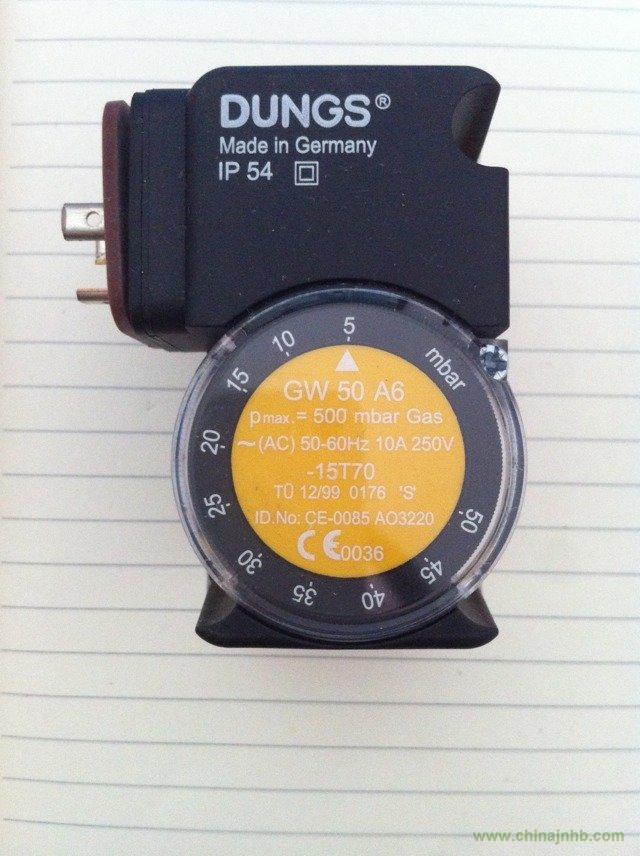 DUNGS®
Made in Germany
IP 54
5
10
15
20
25
30
35
40
45
50
mbar
GW 50 A6
pmax.= 500 mbar Gas
~(AC) 50-60Hz 10A 250V
-15T70
TÜ 12/99 0176 'S'
ID.No: CE-0085 AO3220
CE0036
www.chinajnhb.com